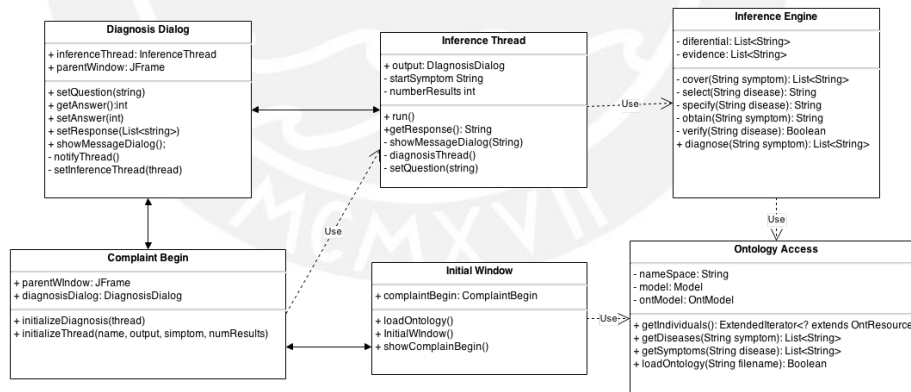 Diagnosis Dialog
+ inferenceThread: InferenceThread
+ parentWindow: JFrame
+ setQuestion(string)
+ getAnswer():int
+ setAnswer(int)
+ setResponse(List<string>)
+ showMessageDialog();
- notifyThread()
- setInferenceThread(thread)
Inference Thread
+ output: DIagnosisDialog
- startSymptom String
- numberResults int
+ run()
+getResponse(): String
- showMessageDialog(String)
- diagnosisThread()
- setQuestion(string)
Use
Inference Engine
- diferential: List<String>
- evidence: List<String>
- cover(String symptom): List<String>
- select(String disease): String
- specify(String disease): String
- obtain(String symptom): String
- verify(String disease): Boolean
+ diagnose(String symptom): List<String>
Use
Use
MCMXVII
Complaint Begin
+ parentWIndow: JFrame
+ diagnosisDialog: DiagnosisDialog
+ initializeDiagnosis(thread)
+ initializeThread(name, output, simptom, numResults)
Initial Window
+ complaintBegin: ComplaintBegin
+ loadOntology()
+ InitialWIndow()
+ showComplainBegin()
Use
Ontology Access
- nameSpace: String
- model: Model
- ontModel: OntModel
+ getIndividuals(): ExtendedIterator<? extends OntResource
+ getDiseases(String symptom): List<String>
+ getSymptoms(String disease): List<String>
+ loadOntology(String filename): Boolean